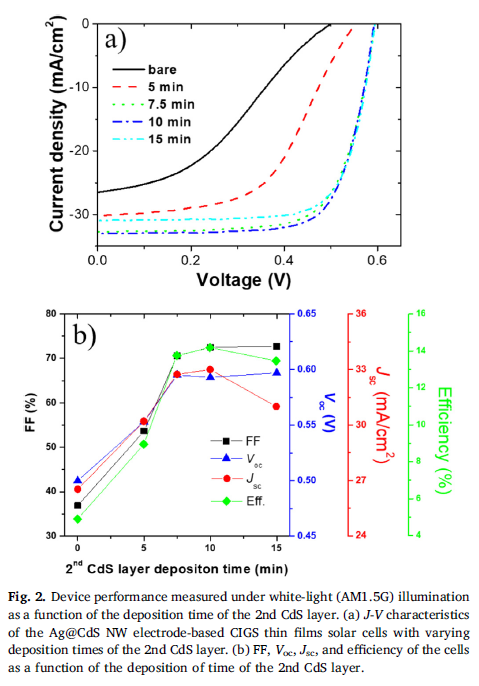 a)
bare
5 min
7.5 min
10 min
15 min
Current density (mA/cm²)
0
-10
-20
-30
0.0 0.2 0.4 0.6
Voltage (V)
b)
FF (%)
80
70
60
50
40
30
0.65
0.60
0.55
0.50
0.45
Voc (V)
36
33
30
27
24
Jsc (mA/cm²)
16
14
12
10
8
6
4
Efficiency (%)
FF
Voc
Jsc
Eff.
0 5 10 15
2nd CdS layer depositon time (min)
Fig. 2. Device performance measured under white-light (AM1.5G) illumination
as a function of the deposition time of the 2nd CdS layer. (a) J-V characteristics
of the Ag@CdS NW electrode-based CIGS thin films solar cells with varying
deposition times of the 2nd CdS layer. (b) FF, Voc, Jsc, and efficiency of the cells
as a function of the deposition of time of the 2nd CdS layer.